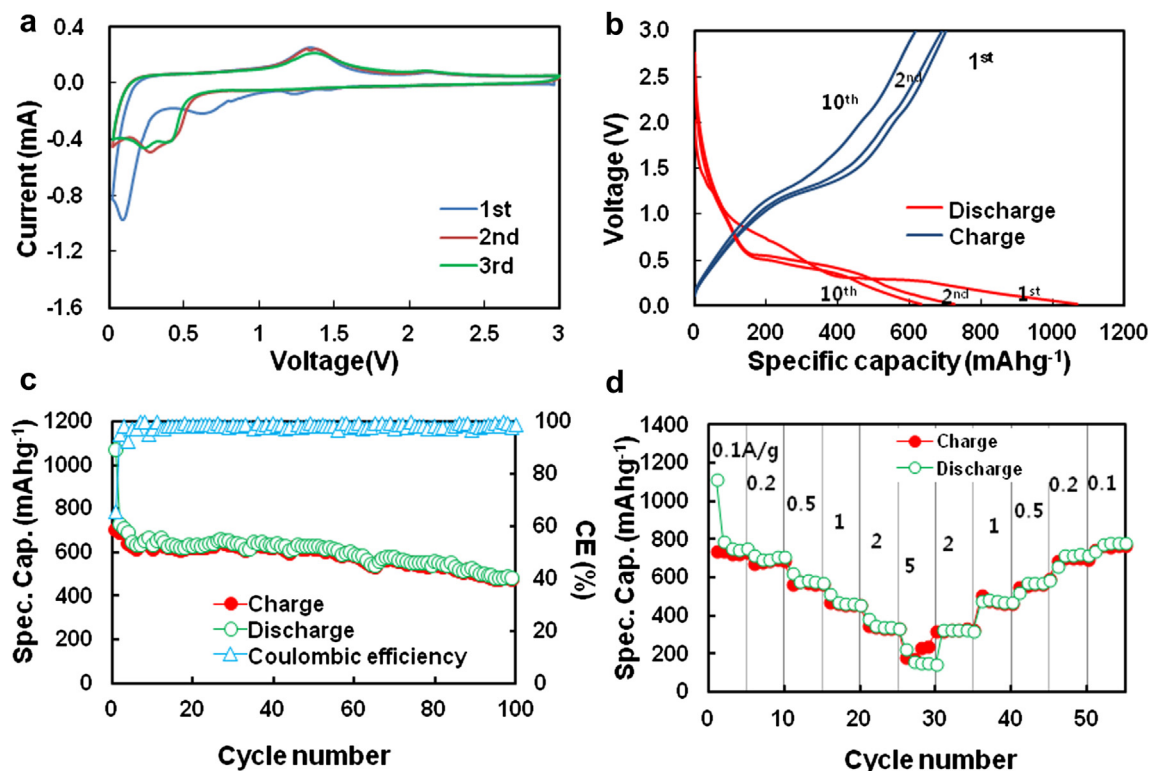 a
0.4
0.0
-0.4
-0.8
-1.2
-1.6
Current (mA)
0
1
2
3
Voltage(V)
1st
2nd
3rd
b
3.0
2.5
2.0
1.5
1.0
0.5
0.0
Voltage (V)
0
200
400
600
800
1000
1200
Specific capacity (mAhg-1)
10th
2nd
1st
Discharge
Charge
10th
2nd
1st
c
1200
1000
800
600
400
200
0
Spec. Cap. (mAhg-1)
100
80
60
40
20
0
CE (%)
Charge
Discharge
Coulombic efficiency
0
20
40
60
80
100
Cycle number
d
1400
1200
1000
800
600
400
200
0
Spec. Cap. (mAhg-1)
Charge
Discharge
0.1A/g
0.2
0.5
1
2
5
2
1
0.5
0.2
0.1
0
10
20
30
40
50
Cycle number